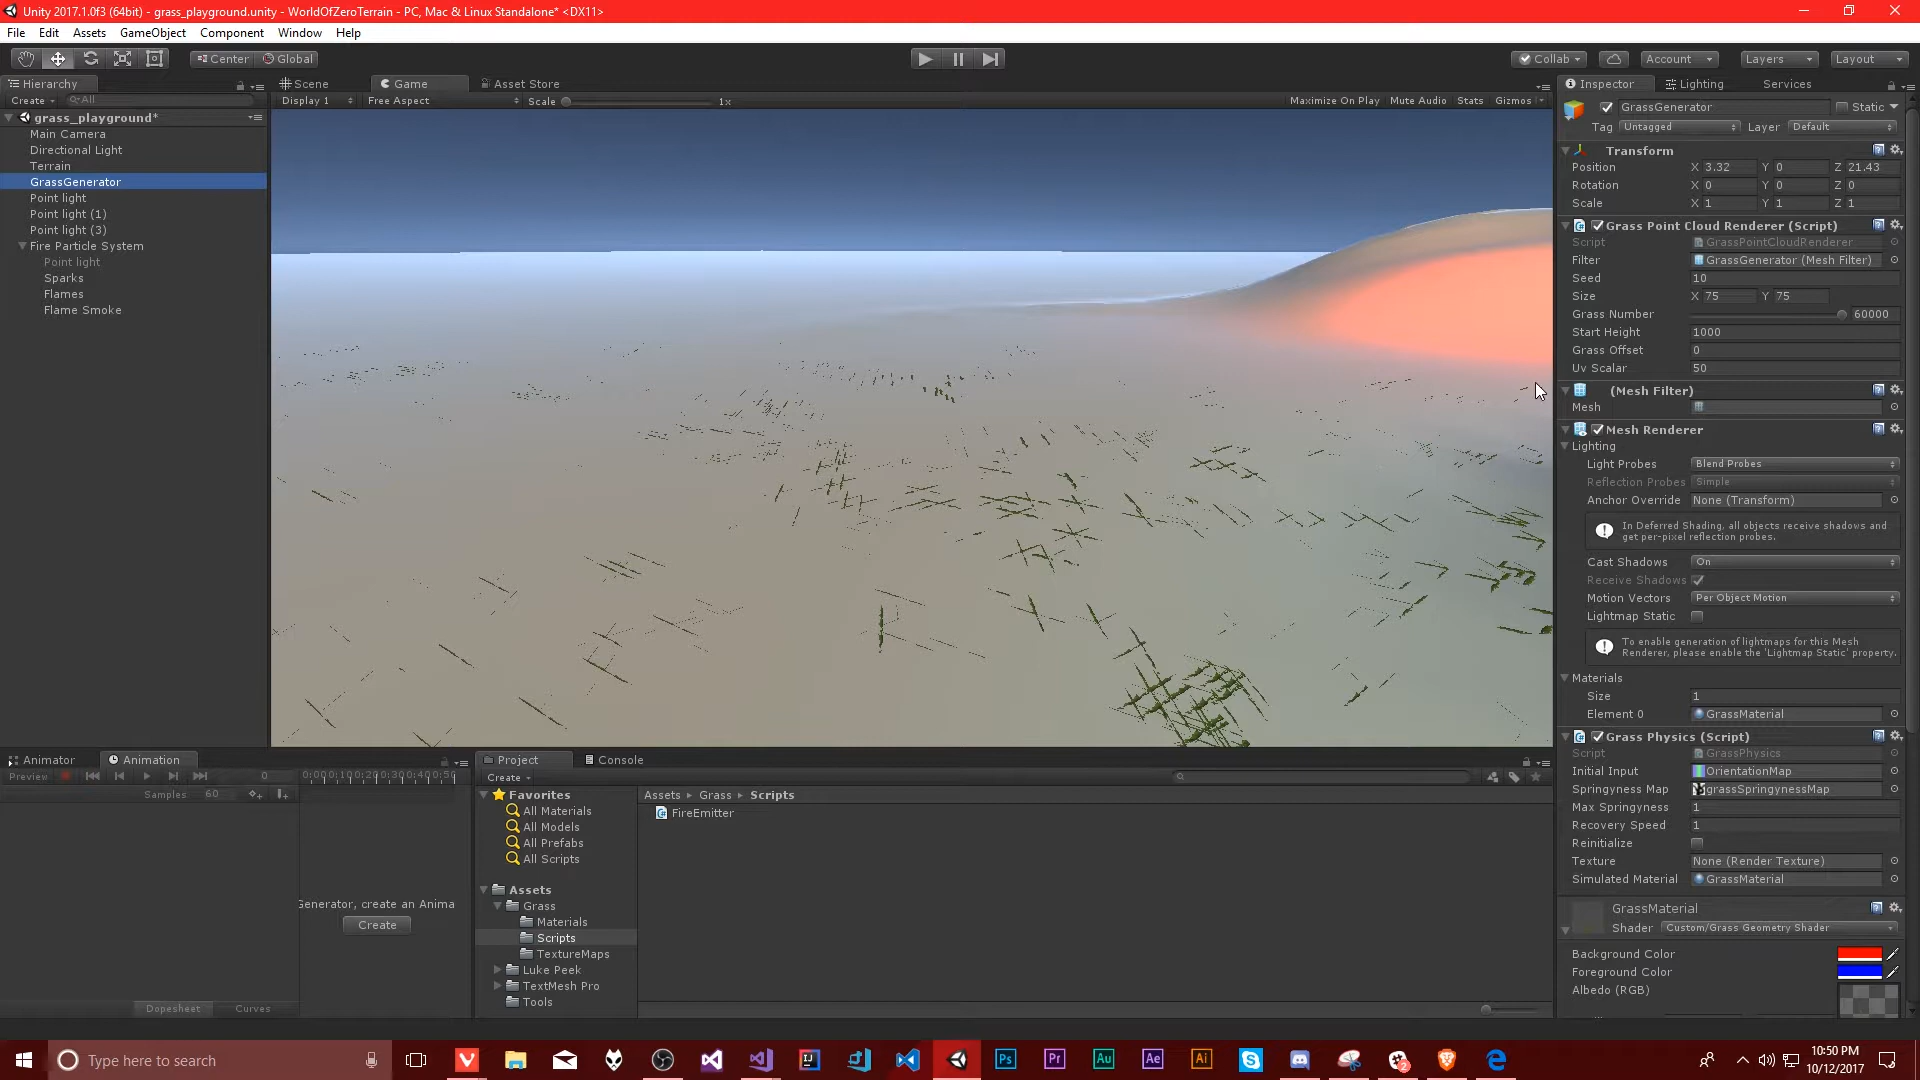 Unity 2017.1.0f3 (64bit) - grass_playground.unity - WorldOfZeroTerrain - PC, Mac & Linux Standalone* <DX11>
File Edit Assets GameObject Component Window Help
Center Global
Collab Account Layers Layout
Hierarchy
Create All
grass_playground*
Main Camera
Directional Light
Terrain
GrassGenerator
Point light
Point light (1)
Point light (3)
Fire Particle System
Point light
Sparks
Flames
Flame Smoke
Scene Game Asset Store
Display 1 Free Aspect Scale 1x Maximize On Play Mute Audio Stats Gizmos
Inspector Lighting Services
GrassGenerator Static
Tag Untagged Layer Default
Transform
Position X 3.32 Y 0 Z 21.43
Rotation X 0 Y 0 Z 0
Scale X 1 Y 1 Z 1
Grass Point Cloud Renderer (Script)
Script GrassPointCloudRenderer
Filter GrassGenerator (Mesh Filter)
Seed 10
Size X 75 Y 75
Grass Number 60000
Start Height 1000
Grass Offset 0
Uv Scalar 50
(Mesh Filter)
Mesh
Mesh Renderer
Lighting
Light Probes Blend Probes
Reflection Probes Simple
Anchor Override None (Transform)
In Deferred Shading, all objects receive shadows and
get per-pixel reflection probes.
Cast Shadows On
Receive Shadows
Motion Vectors Per Object Motion
Lightmap Static
To enable generation of lightmaps for this Mesh
Renderer, please enable the 'Lightmap Static' property.
Materials
Size 1
Element 0 GrassMaterial
Grass Physics (Script)
Script GrassPhysics
Initial Input OrientationMap
Springyness Map grassSpringynessMap
Max Springyness 1
Recovery Speed 1
Reinitialize
Texture None (Render Texture)
Simulated Material GrassMaterial
GrassMaterial
Shader Custom/Grass Geometry Shader
Background Color
Foreground Color
Albedo (RGB)
Animator Animation
Preview 0 0:00
Samples 60
Generator, create an Anima
Create
Dopesheet Curves
Project Console
Create
Favorites
All Materials
All Models
All Prefabs
All Scripts
Assets
Grass
Materials
Scripts
TextureMaps
Luke Peek
TextMesh Pro
Tools
Assets Grass Scripts
FireEmitter
Type here to search
Ps Pr Au Ae Ai
2
10:50 PM
10/12/2017